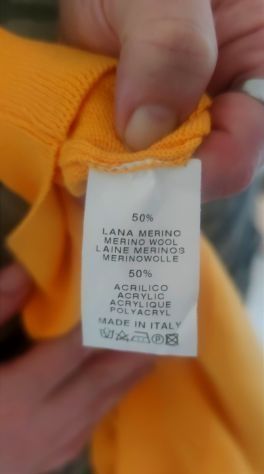 50%
LANA MERINO
MERINO WOOL
LAINE MERINOS
MERINOWOLLE
50%
ACRILICO
ACRYLIC
ACRYLIQUE
POLYACRYL
MADE IN ITALY